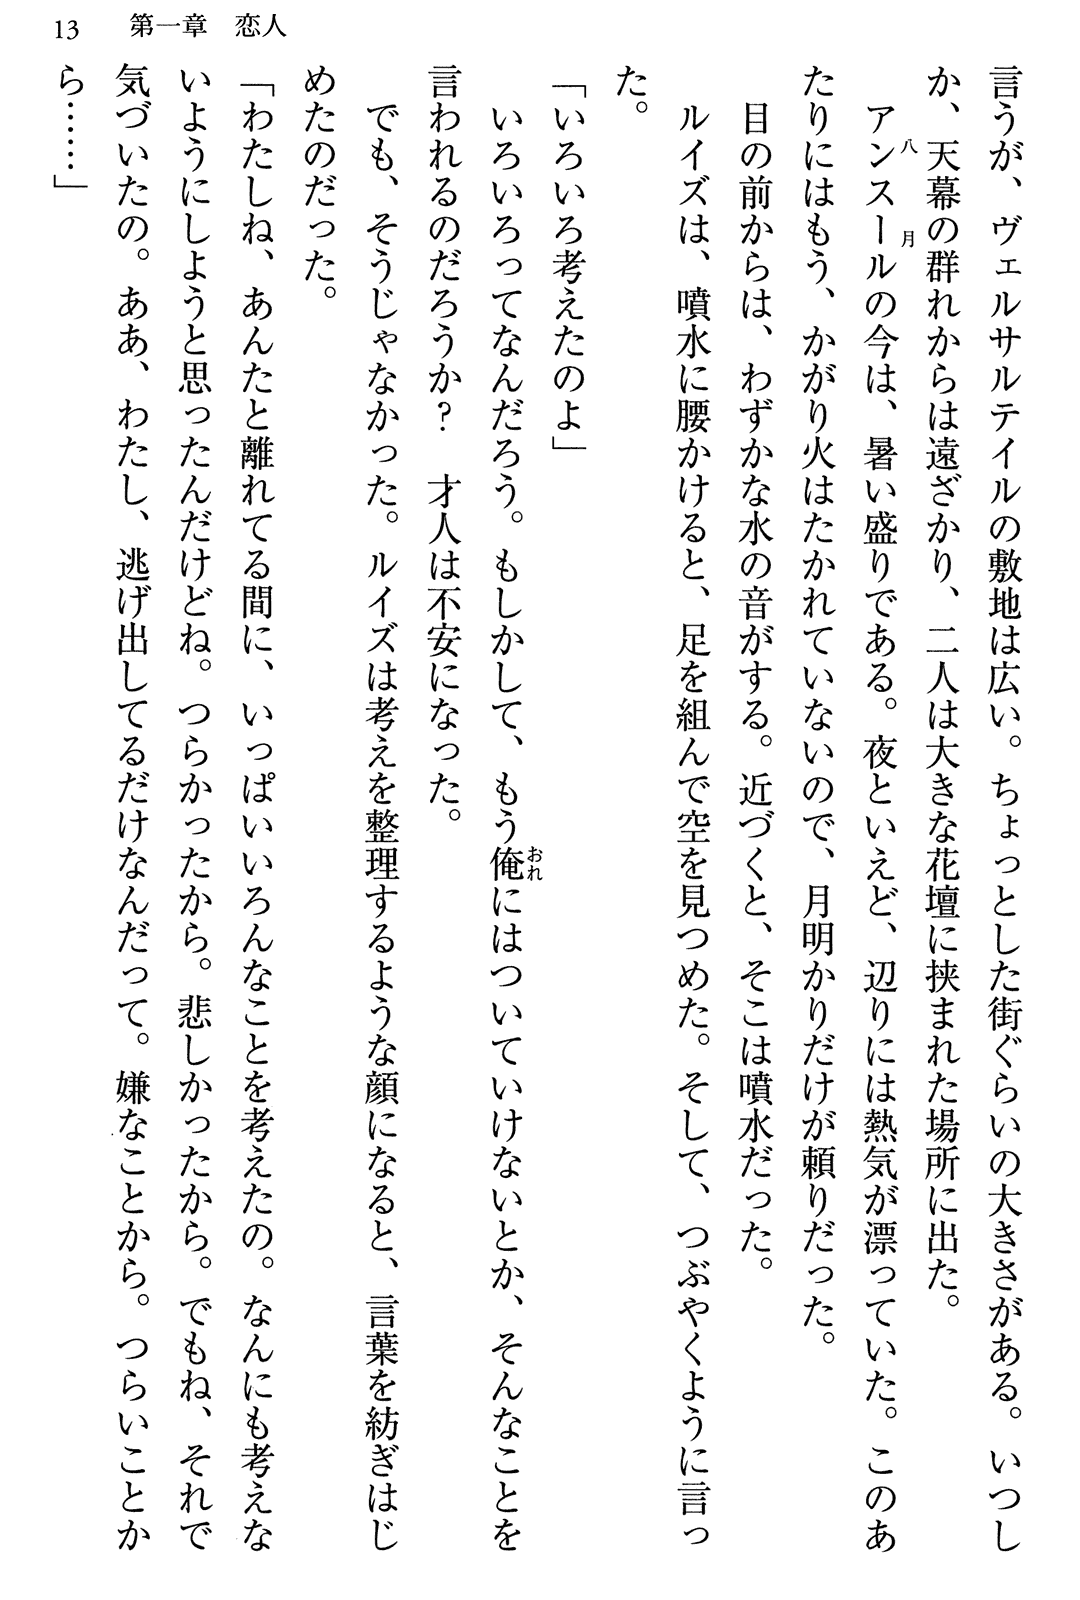 13 第一章 恋人
言うが、ヴェルサルテイルの敷地は広い。ちょっとした街ぐらいの大きさがある。いつし
か、天幕の群れからは遠ざかり、二人は大きな花壇に挟まれた場所に出た。
アンスールの今は、暑い盛りである。夜といえど、辺りには熱気が漂っていた。このあ
八月
たりにはもう、かがり火はたかれていないので、月明かりだけが頼りだった。
目の前からは、わずかな水の音がする。近づくと、そこは噴水だった。
ルイズは、噴水に腰かけると、足を組んで空を見つめた。そして、つぶやくように言っ
た。
「いろいろ考えたのよ」
いろいろってなんだろう。もしかして、もう俺にはついていけないとか、そんなことを
おれ
言われるのだろうか? 才人は不安になった。
でも、そうじゃなかった。ルイズは考えを整理するような顔になると、言葉を紡ぎはじ
めたのだった。
「わたしね、あんたと離れてる間に、いっぱいいろんなことを考えたの。なんにも考えな
いようにしようと思ったんだけどね。つらかったから。悲しかったから。でもね、それで
気づいたの。ああ、わたし、逃げ出してるだけなんだって。嫌なことから。つらいことか
ら……」